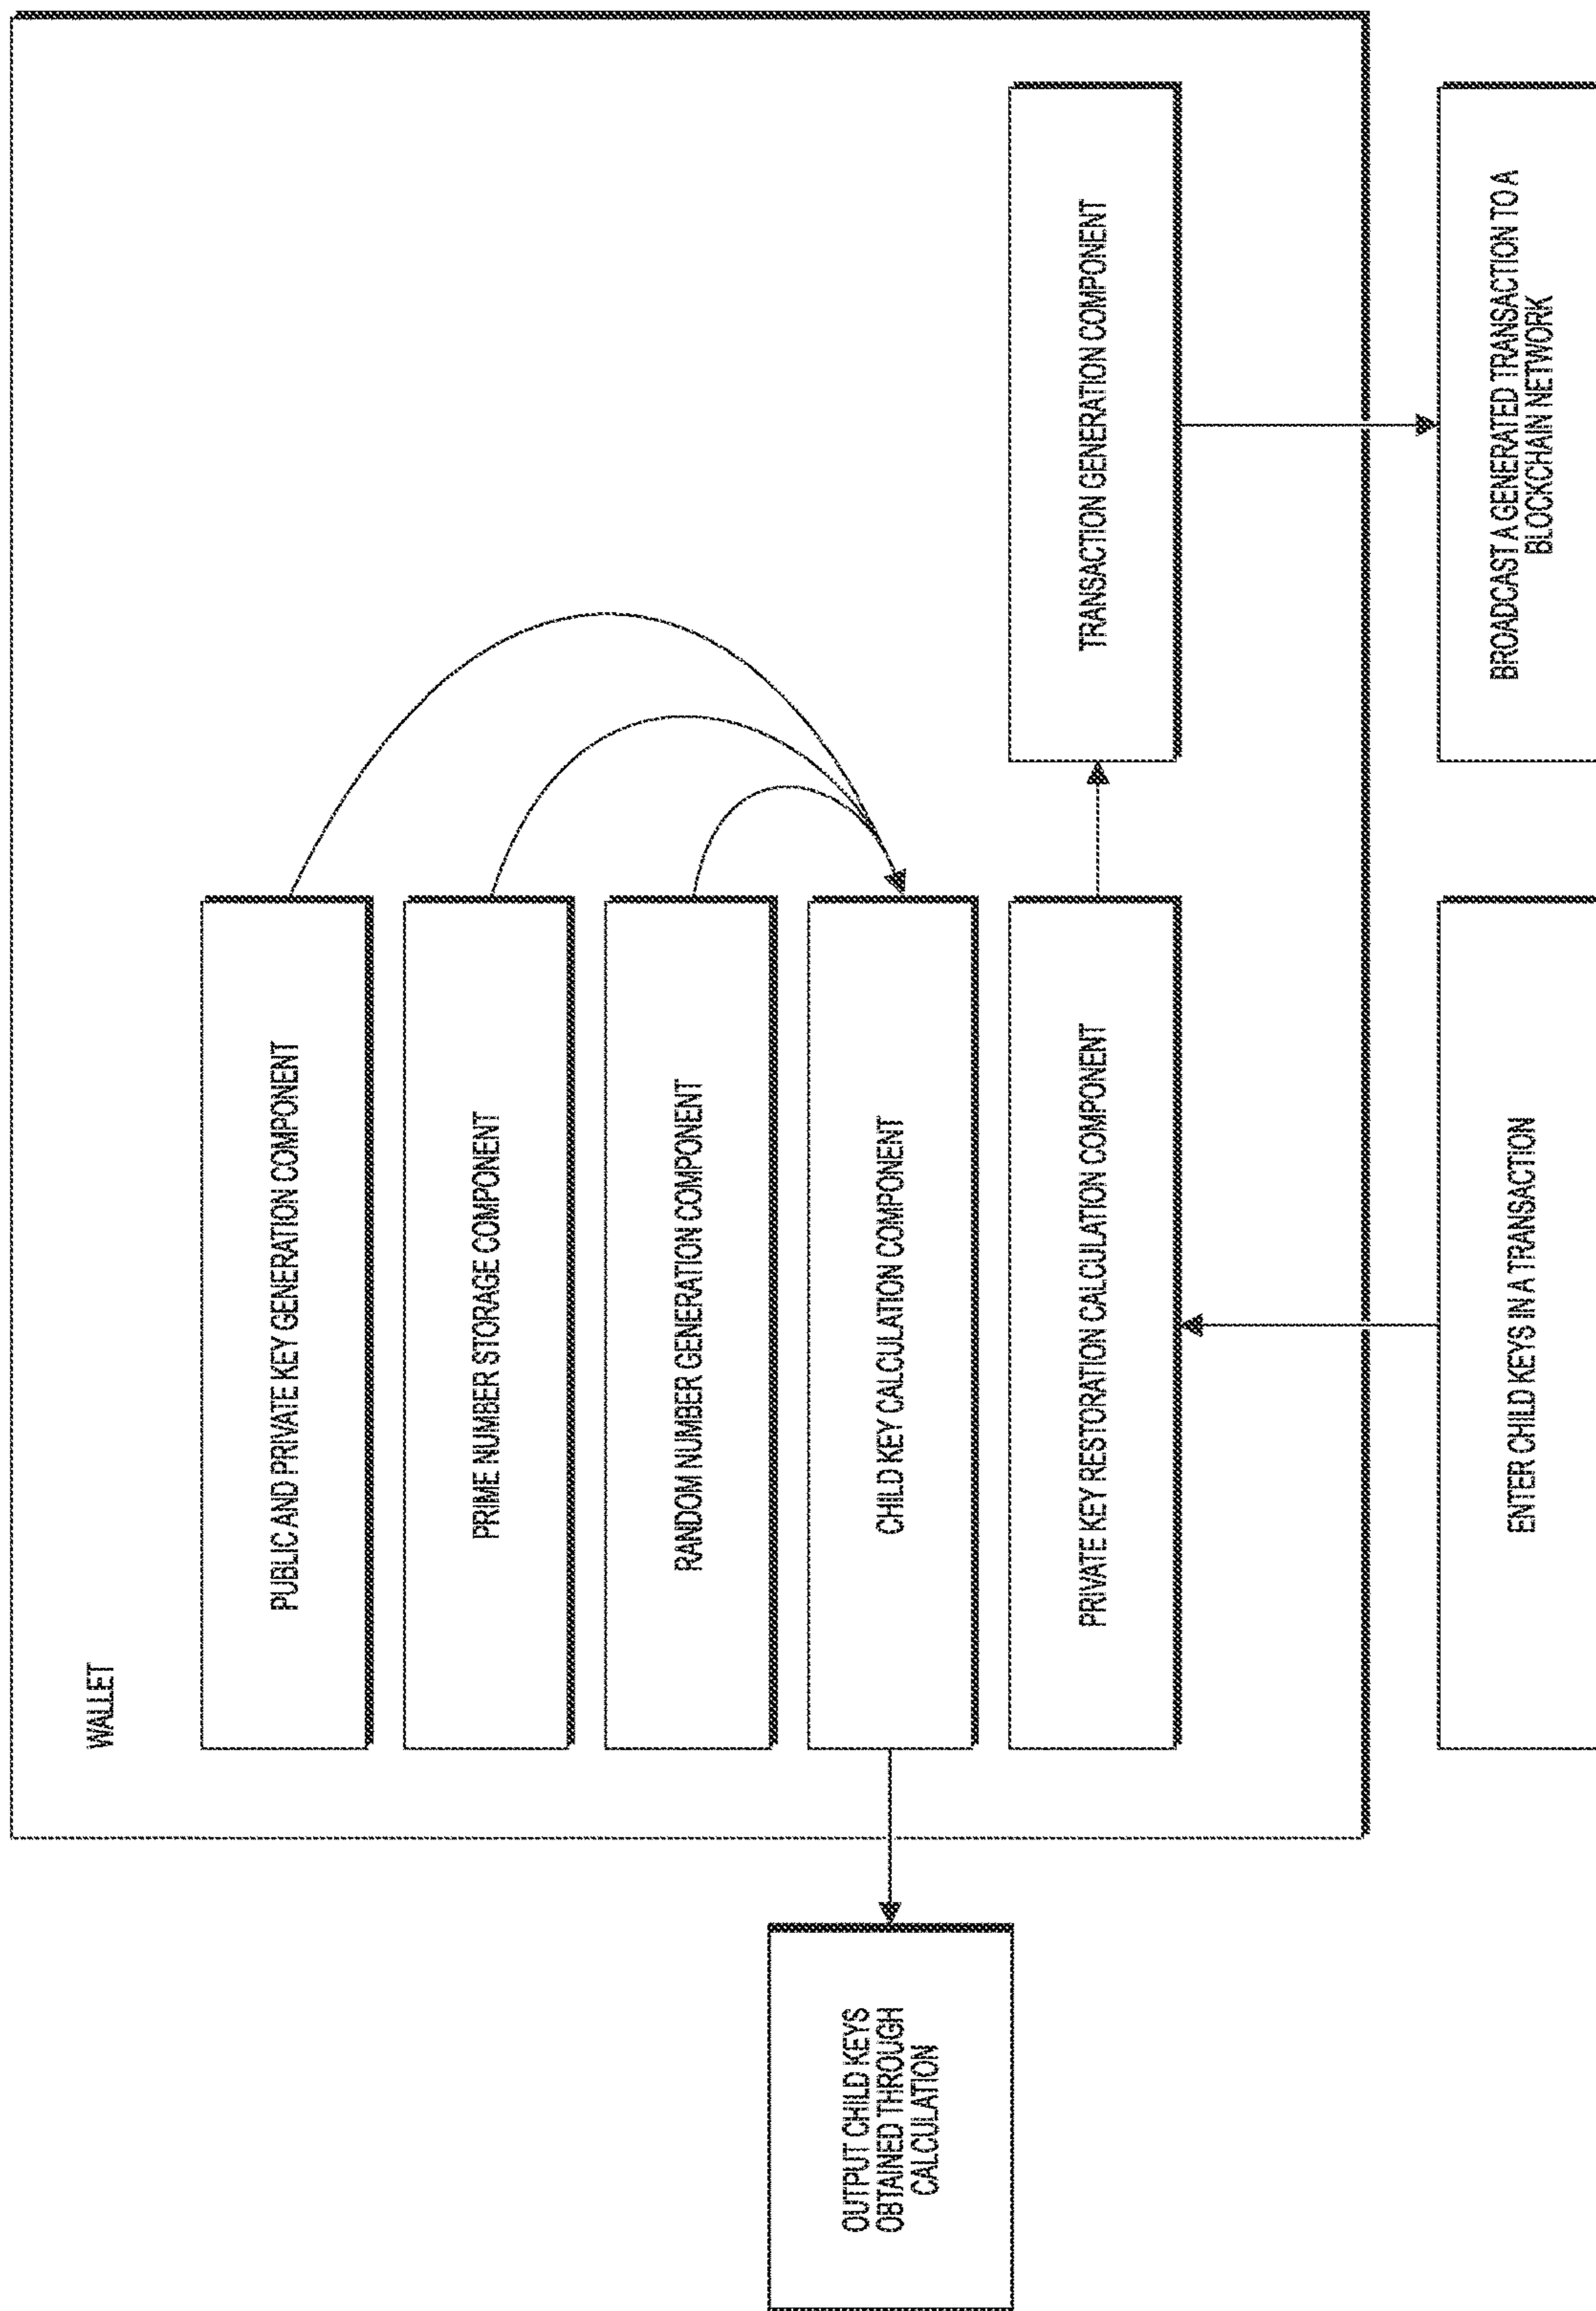 WALLET
PUBLIC AND PRIVATE KEY GENERATION COMPONENT
PRIME NUMBER STORAGE COMPONENT
RANDOM NUMBER GENERATION COMPONENT
OUTPUT CHILD KEYS
OBTAINED THROUGH
CALCULATION
CHILD KEY CALCULATION COMPONENT
PRIVATE KEY RESTORATION CALCULATION COMPONENT
TRANSACTION GENERATION COMPONENT
ENTER CHILD KEYS IN A TRANSACTION
BROADCAST A GENERATED TRANSACTION TO A
BLOCKCHAIN NETWORK